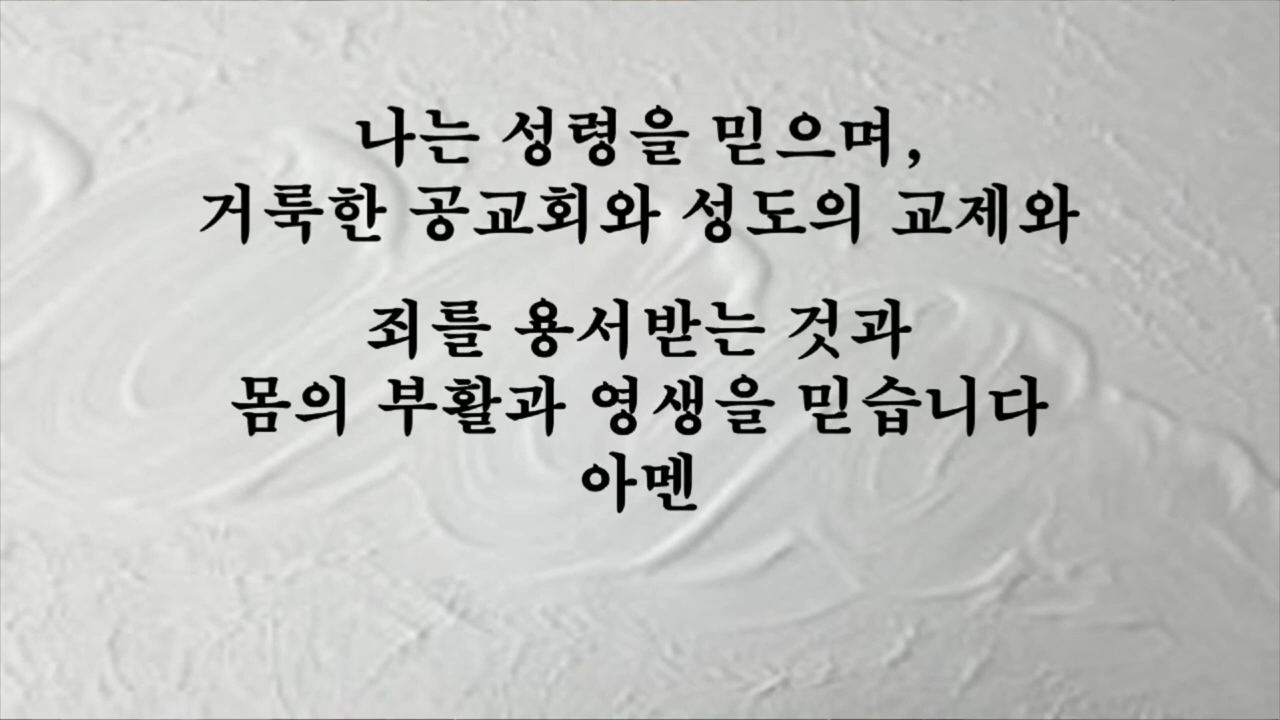 나는 성령을 믿으며,
거룩한 공교회와 성도의 교제와
죄를 용서받는 것과
몸의 부활과 영생을 믿습니다
아멘